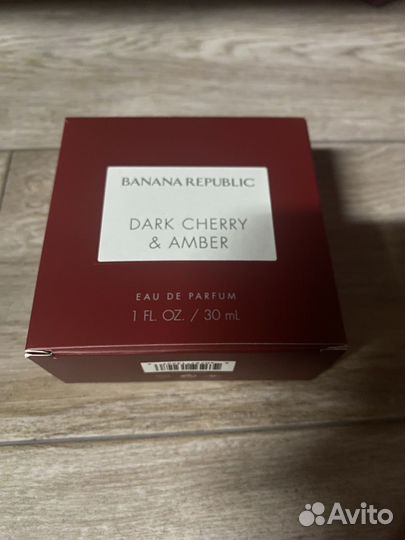 BANANA REPUBLIC
DARK CHERRY
& AMBER
EAU DE PARFUM
1 FL. OZ. / 30 mL
Avito